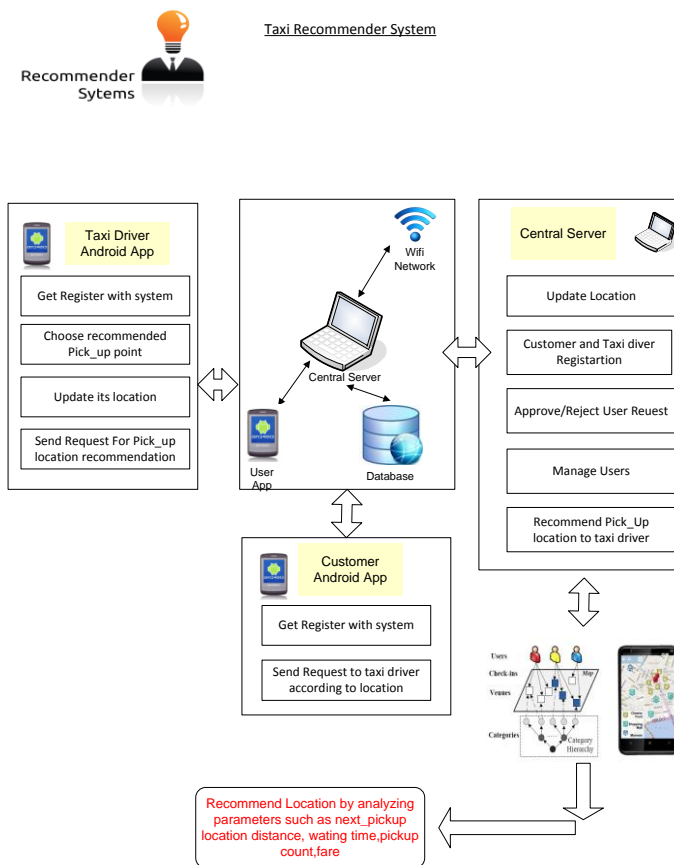 Taxi Recommender System
Recommender
Sytems
Taxi Driver
Android App
Get Register with system
Choose recommended
Pick_up point
Update its location
Send Request For Pick_up
location recommendation
Wifi
Network
Central Server
User
App
Database
Central Server
Update Location
Customer and Taxi diver
Registartion
Approve/Reject User Reuest
Manage Users
Recommend Pick_Up
location to taxi driver
Customer
Android App
Get Register with system
Send Request to taxi driver
according to location
Users
Check-ins
Map
Venues
Categories
Category
Hierarchy
Recommend Location by analyzing
parameters such as next_pickup
location distance, wating time,pickup
count,fare